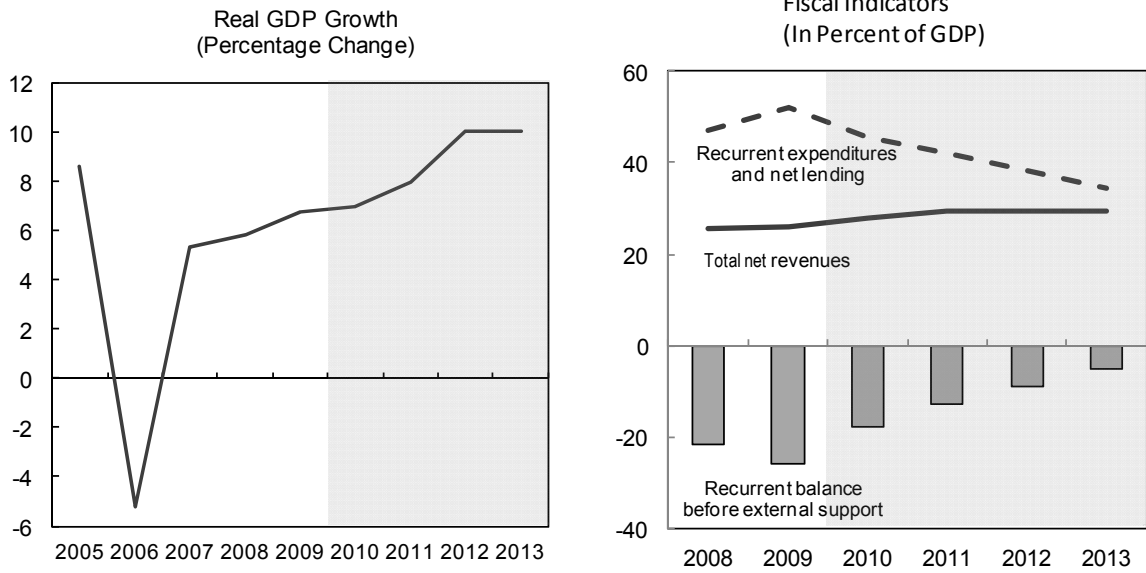 Real GDP Growth
(Percentage Change)
12
10
8
6
4
2
0
-2
-4
-6
2005 2006 2007 2008 2009 2010 2011 2012 2013
Fiscal Indicators
(In Percent of GDP)
60
40
20
0
-20
-40
Recurrent expenditures
and net lending
Total net revenues
Recurrent balance
before external support
2008 2009 2010 2011 2012 2013